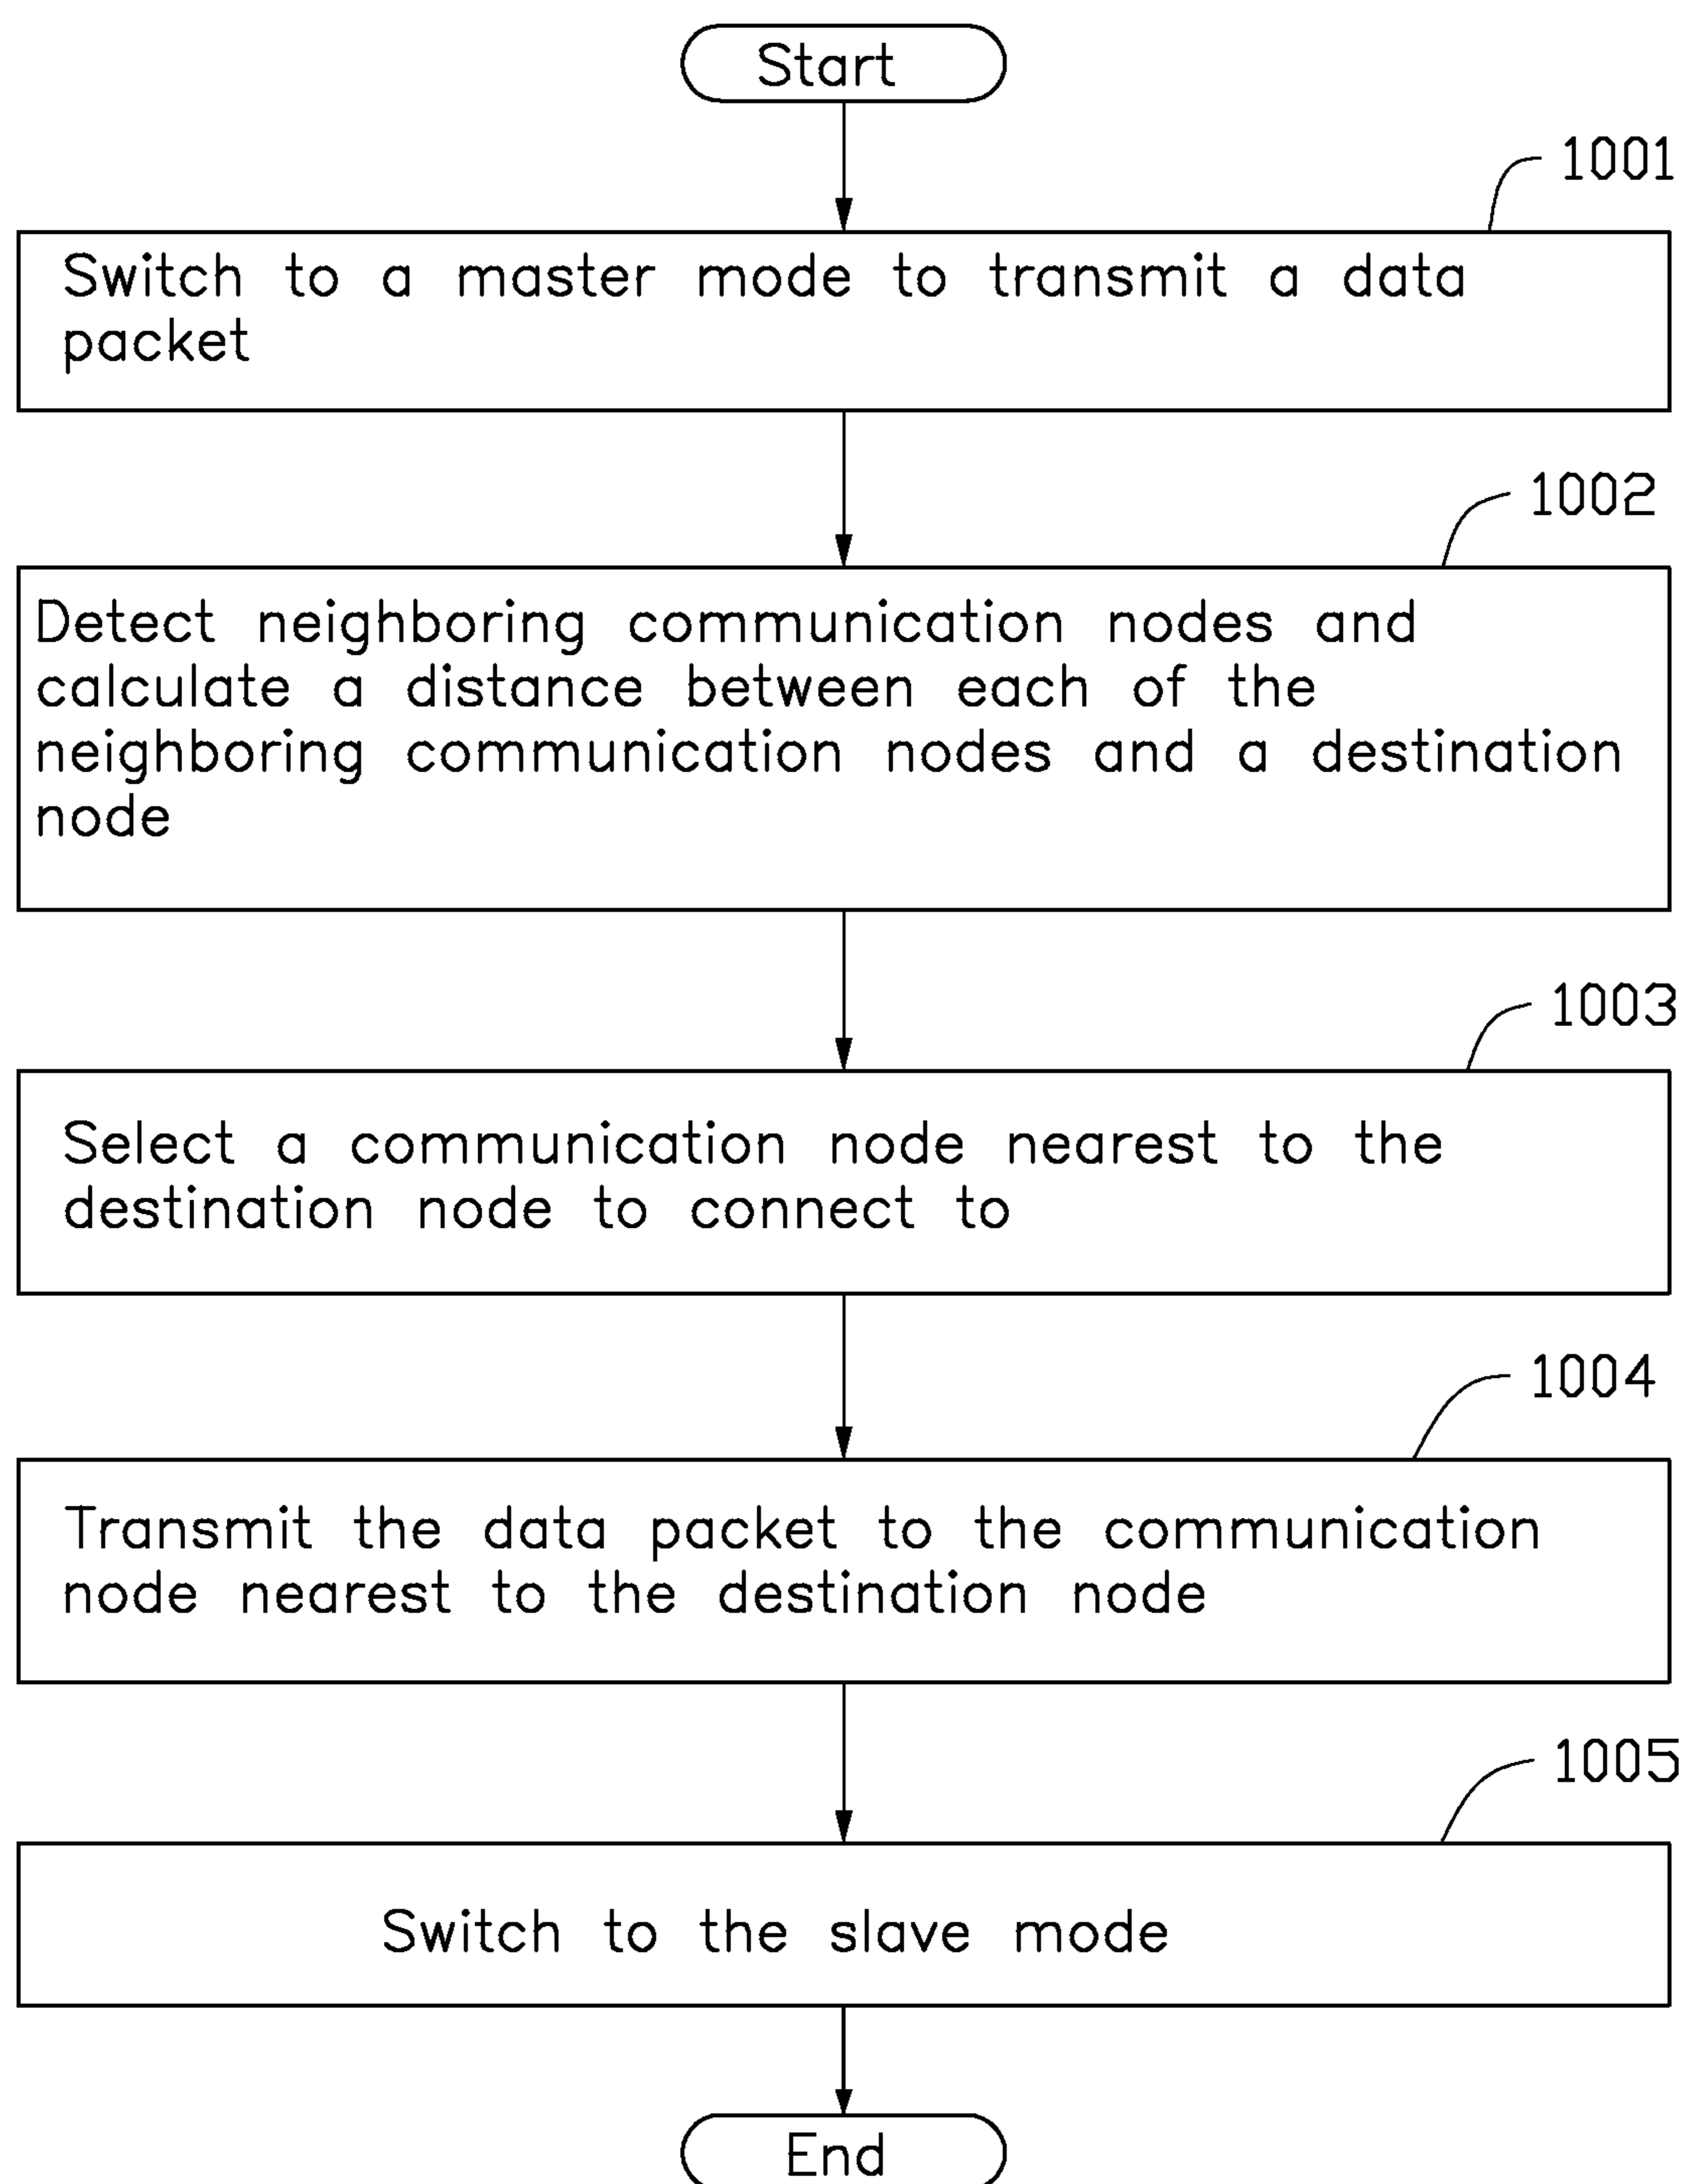 Start
1001
Switch to a master mode to transmit a data
packet
1002
Detect neighboring communication nodes and
calculate a distance between each of the
neighboring communication nodes and a destination
node
1003
Select a communication node nearest to the
destination node to connect to
1004
Transmit the data packet to the communication
node nearest to the destination node
1005
Switch to the slave mode
End